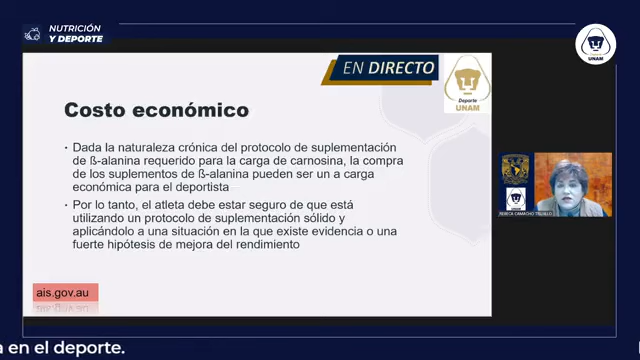 NUTRICIÓN
Y DEPORTE
UNAM
EN DIRECTO
Deporte
UNAM
Costo económico
• Dada la naturaleza crónica del protocolo de suplementación
de ß-alanina requerido para la carga de carnosina, la compra
de los suplementos de ß-alanina pueden ser un a carga
económica para el deportista
• Por lo tanto, el atleta debe estar seguro de que está
utilizando un protocolo de suplementación sólido y
aplicándolo a una situación en la que existe evidencia o una
fuerte hipótesis de mejora del rendimiento
ais.gov.au
UNAM
REBECA CAMACHO TRUJILLO
a en el deporte.